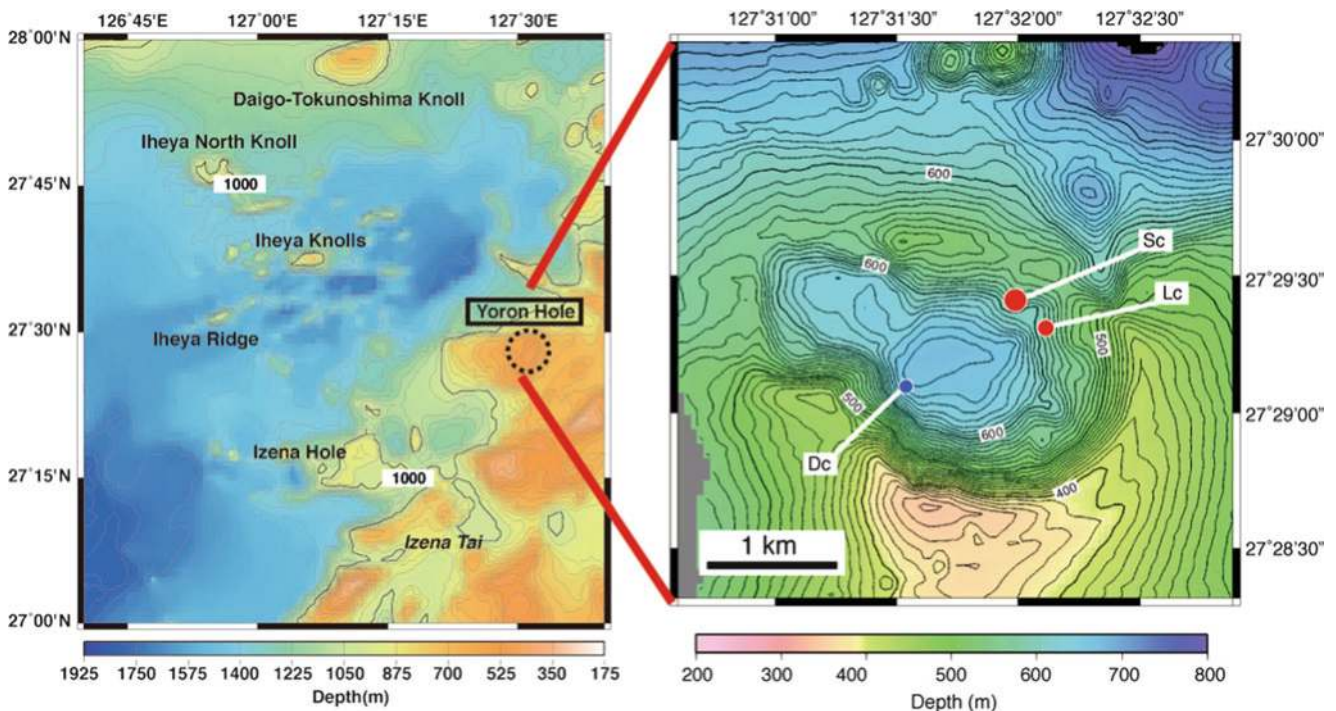 126°45'E 127°00'E 127°15'E 127°30'E
28°00'N
27°45'N
27°30'N
27°15'N
27°00'N
Daigo-Tokunoshima Knoll
Iheya North Knoll
1000
Iheya Knolls
Yoron Hole
Iheya Ridge
Izena Hole
1000
Izena Tai
1925 1750 1575 1400 1225 1050 875 700 525 350 175
Depth(m)
127°31'00" 127°31'30" 127°32'00" 127°32'30"
27°30'00"
27°29'30"
27°29'00"
27°28'30"
600
Sc
600
Lc
500
500
600
Dc
400
1 km
200 300 400 500 600 700 800
Depth (m)